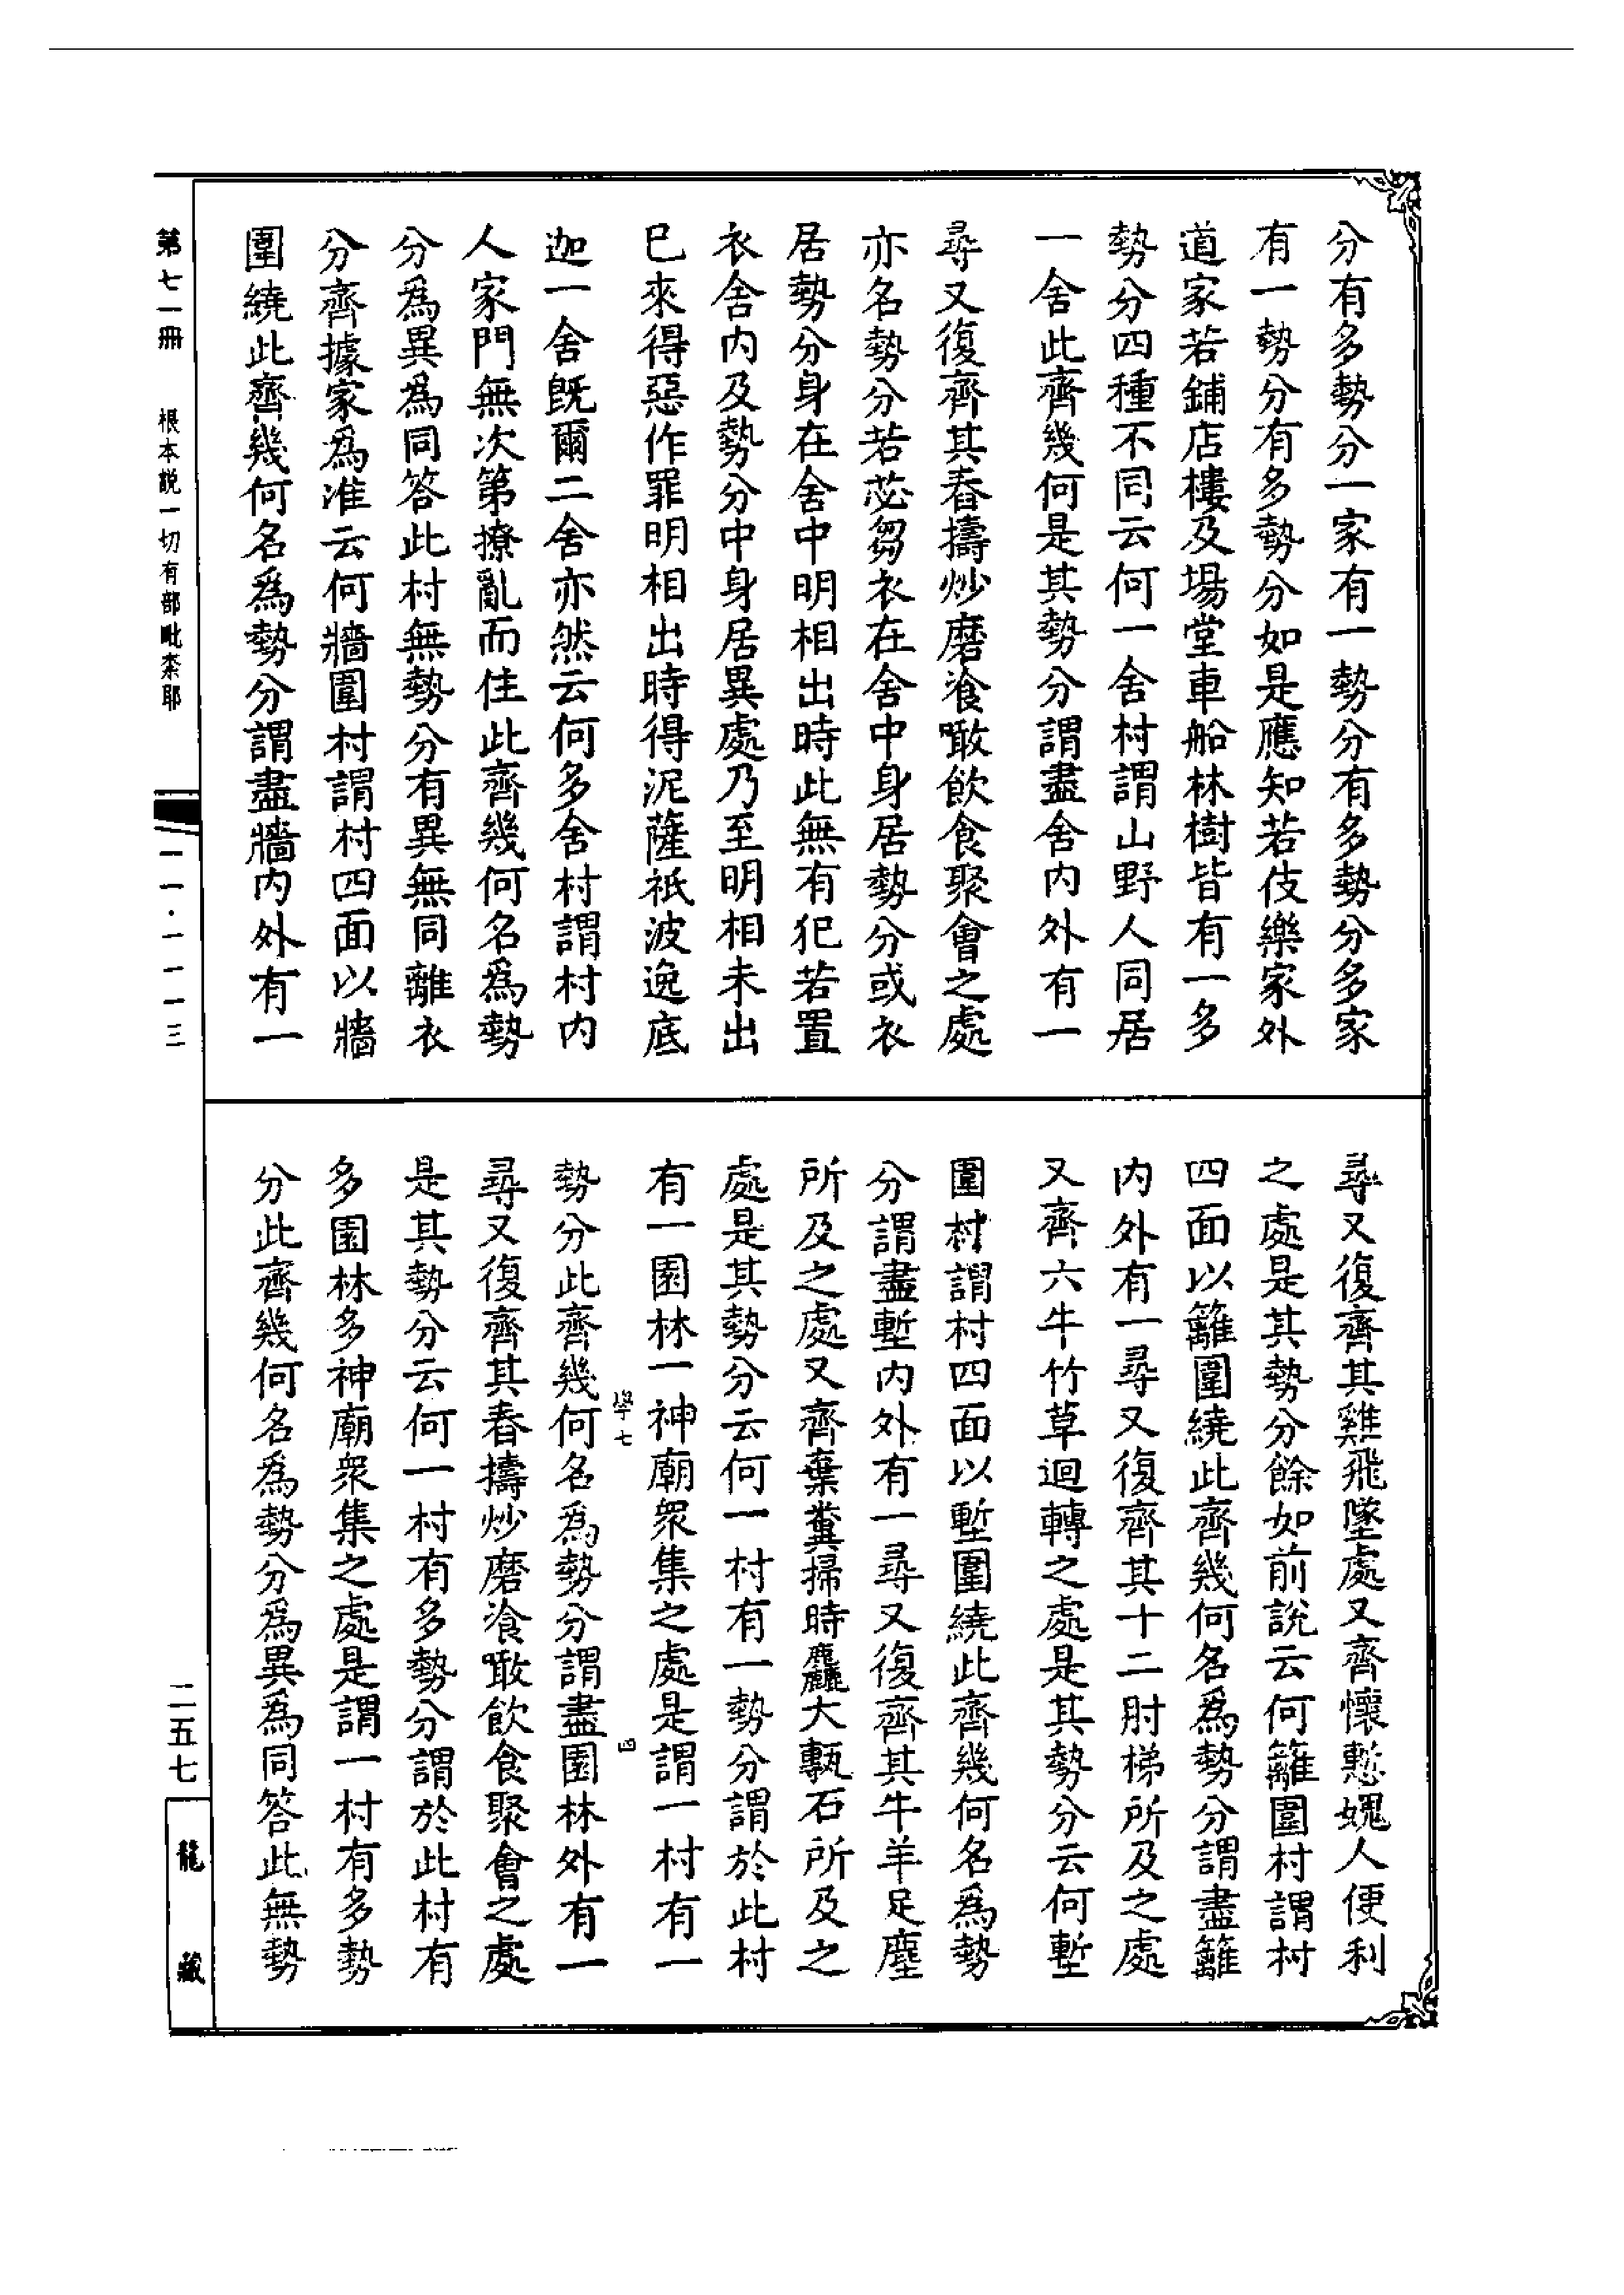 分有多勢分一家有一勢分有多勢分多家
有一勢分有多勢分如是應知若伎樂家外
道家若鋪店樓及場堂車船林樹皆有一多
勢分四種不同云何一舍村謂山野人同居
一舍此齊幾何是其勢分謂盡舍內外有一
尋又復齊其舂擣炒磨飡噉飲食聚會之處
亦名勢分若苾芻衣在舍中身居勢分或衣
居勢分身在舍中明相出時此無有犯若置
衣舍內及勢分中身居異處乃至明相未出
已來得惡作罪明相出時得泥薩祇波逸底
迦一舍既爾二舍亦然云何多舍村謂村內
人家門無次第撩亂而住此齊幾何名為勢
分為異為同答此村無勢分有異無同離衣
分齊據家為准云何牆圍村謂村四面以牆
圍繞此齊幾何名為勢分謂盡牆內外有一
尋又復齊其雞飛墜處又齊懷慙媿人便利
之處是其勢分餘如前說云何籬圍村謂村
四面以籬圍繞此齊幾何名為勢分謂盡籬
內外有一尋又復齊其十二肘梯所及之處
又齊六牛竹草迴轉之處是其勢分云何塹
圍村謂村四面以塹圍繞此齊幾何名為勢
分謂盡塹內外有一尋又復齊其牛羊足塵
所及之處又齊棄糞掃時麤大甎石所及之
處是其勢分云何一村有一勢分謂於此村
有一園林一神廟眾集之處是謂一村有一
學七
四
勢分此齊幾何名為勢分謂盡園林外有一
尋又復齊其舂擣炒磨飡噉飲食聚會之處
是其勢分云何一村有多勢分謂於此村有
多園林多神廟眾集之處是謂一村有多勢
分此齊幾何名為勢分為異為同答此無勢
第七一冊
根本説一切有部毗柰耶
一一一·一一一三
二五七
龍藏